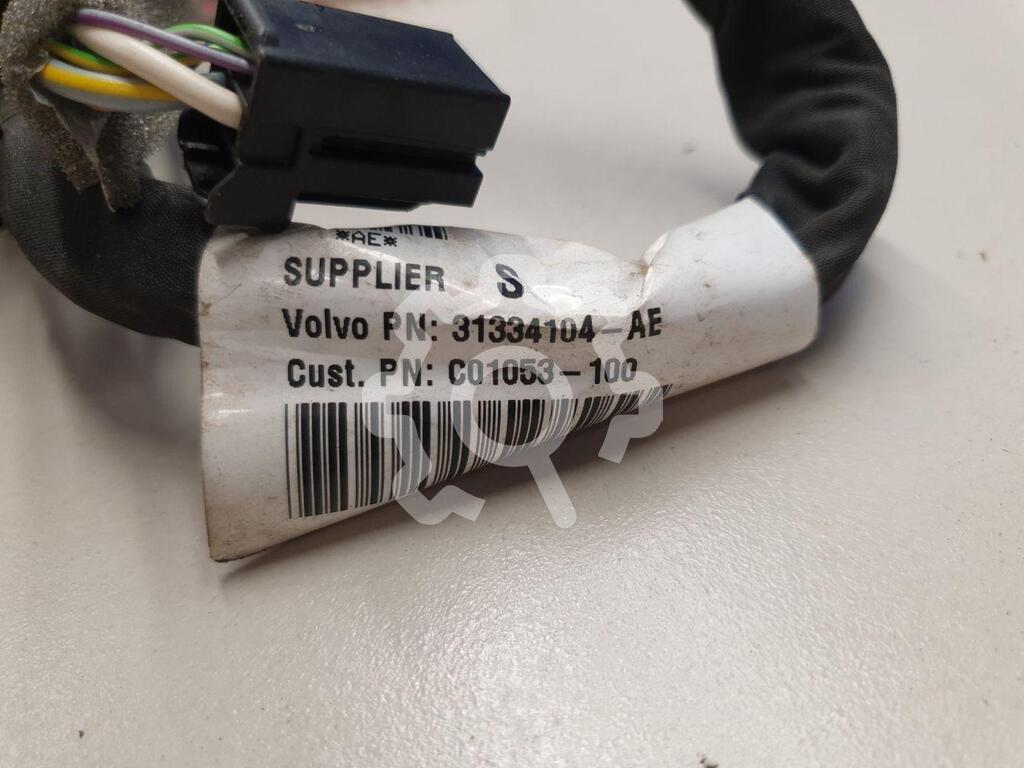 *AE*
SUPPLIER S
Volvo PN: 31334104-AE
Cust. PN: C01053-100